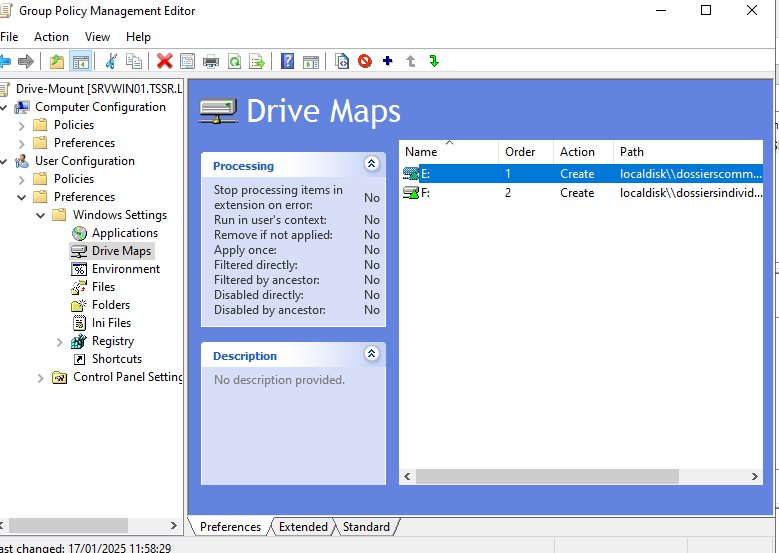 Group Policy Management Editor
File Action View Help
Drive-Mount [SRVWIN01.TSSR.L
Computer Configuration
Policies
Preferences
User Configuration
Policies
Preferences
Windows Settings
Applications
Drive Maps
Environment
Files
Folders
Ini Files
Registry
Shortcuts
Control Panel Setting
Drive Maps
Processing
Stop processing items in
extension on error: No
Run in user's context: No
Remove if not applied: No
Apply once: No
Filtered directly: No
Filtered by ancestor: No
Disabled directly: No
Disabled by ancestor: No
Description
No description provided.
Name Order Action Path
E: 1 Create localdisk\\dossierscomm...
F: 2 Create localdisk\\dossiersindivid...
Preferences Extended Standard
ast changed: 17/01/2025 11:58:29